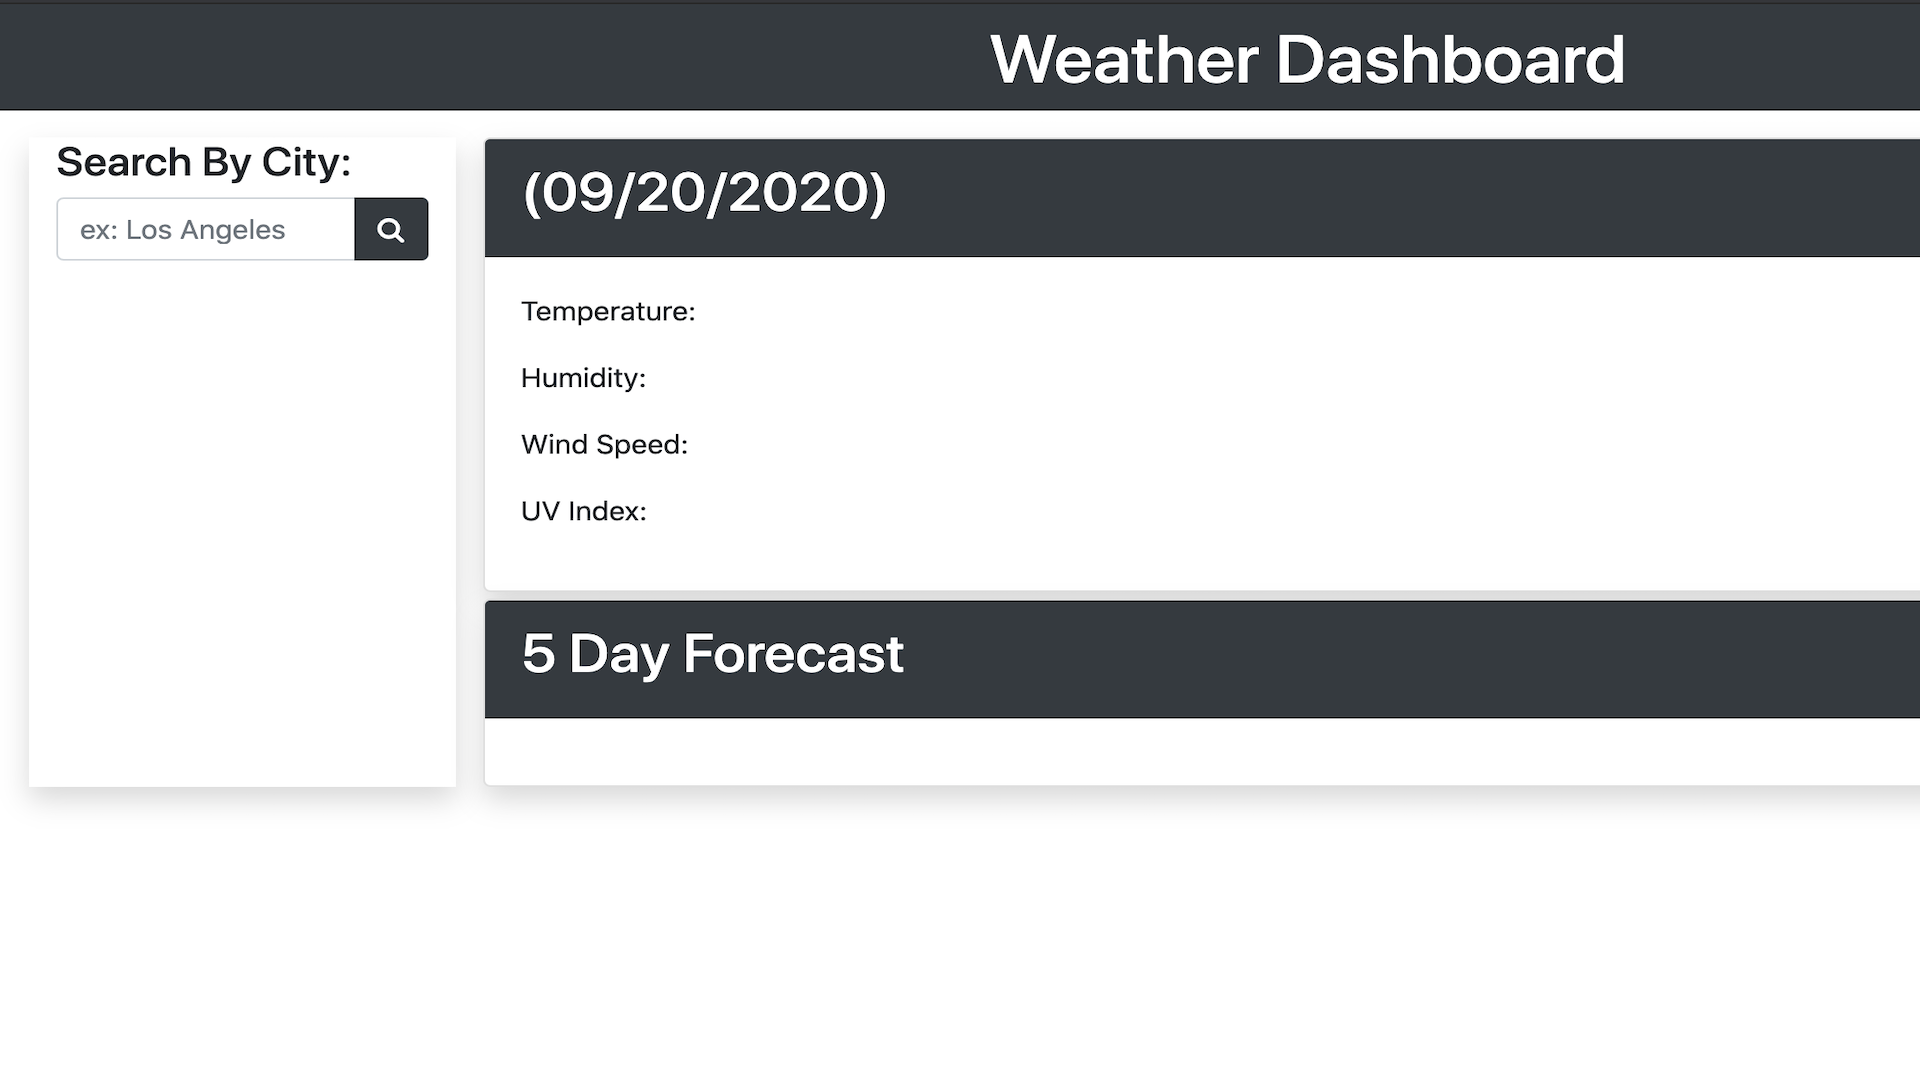 Weather Dashboard
Search By City:
ex: Los Angeles
(09/20/2020)
Temperature:
Humidity:
Wind Speed:
UV Index:
5 Day Forecast